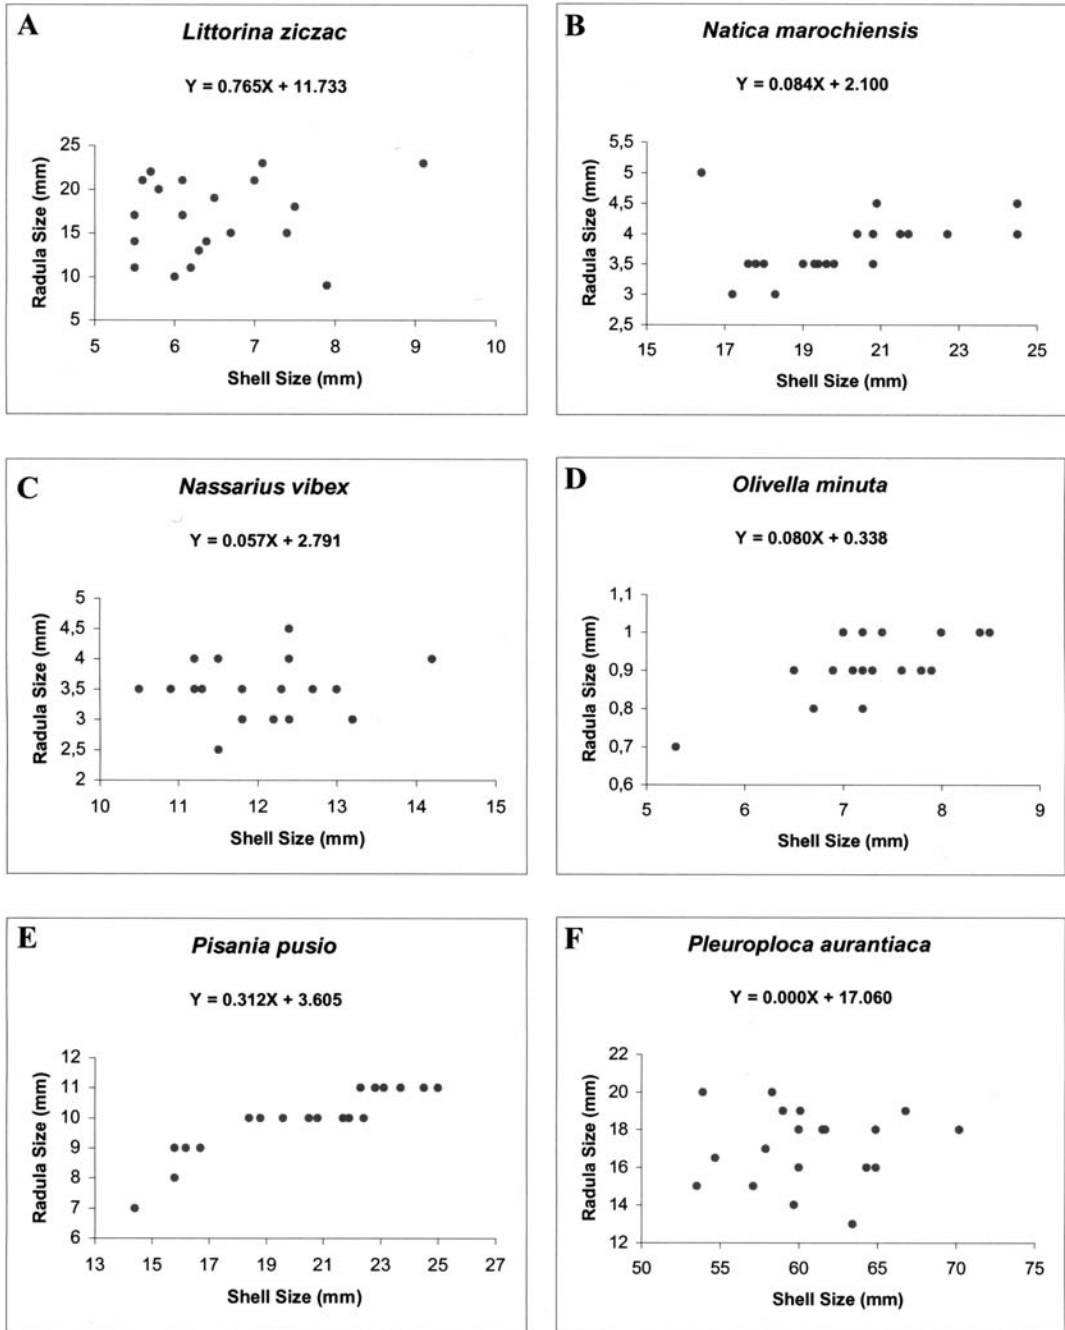 A
Littorina ziczac
Y = 0.765X + 11.733
Radula Size (mm)
25
20
15
10
5
5 6 7 8 9 10
Shell Size (mm)
B
Natica marochiensis
Y = 0.084X + 2.100
Radula Size (mm)
5,5
5
4,5
4
3,5
3
2,5
15 17 19 21 23 25
Shell Size (mm)
C
Nassarius vibex
Y = 0.057X + 2.791
Radula Size (mm)
5
4,5
4
3,5
3
2,5
2
10 11 12 13 14 15
Shell Size (mm)
D
Olivella minuta
Y = 0.080X + 0.338
Radula Size (mm)
1,1
1
0,9
0,8
0,7
0,6
5 6 7 8 9
Shell Size (mm)
E
Pisania pusio
Y = 0.312X + 3.605
Radula Size (mm)
12
11
10
9
8
7
6
13 15 17 19 21 23 25 27
Shell Size (mm)
F
Pleuroploca aurantiaca
Y = 0.000X + 17.060
Radula Size (mm)
22
20
18
16
14
12
50 55 60 65 70 75
Shell Size (mm)